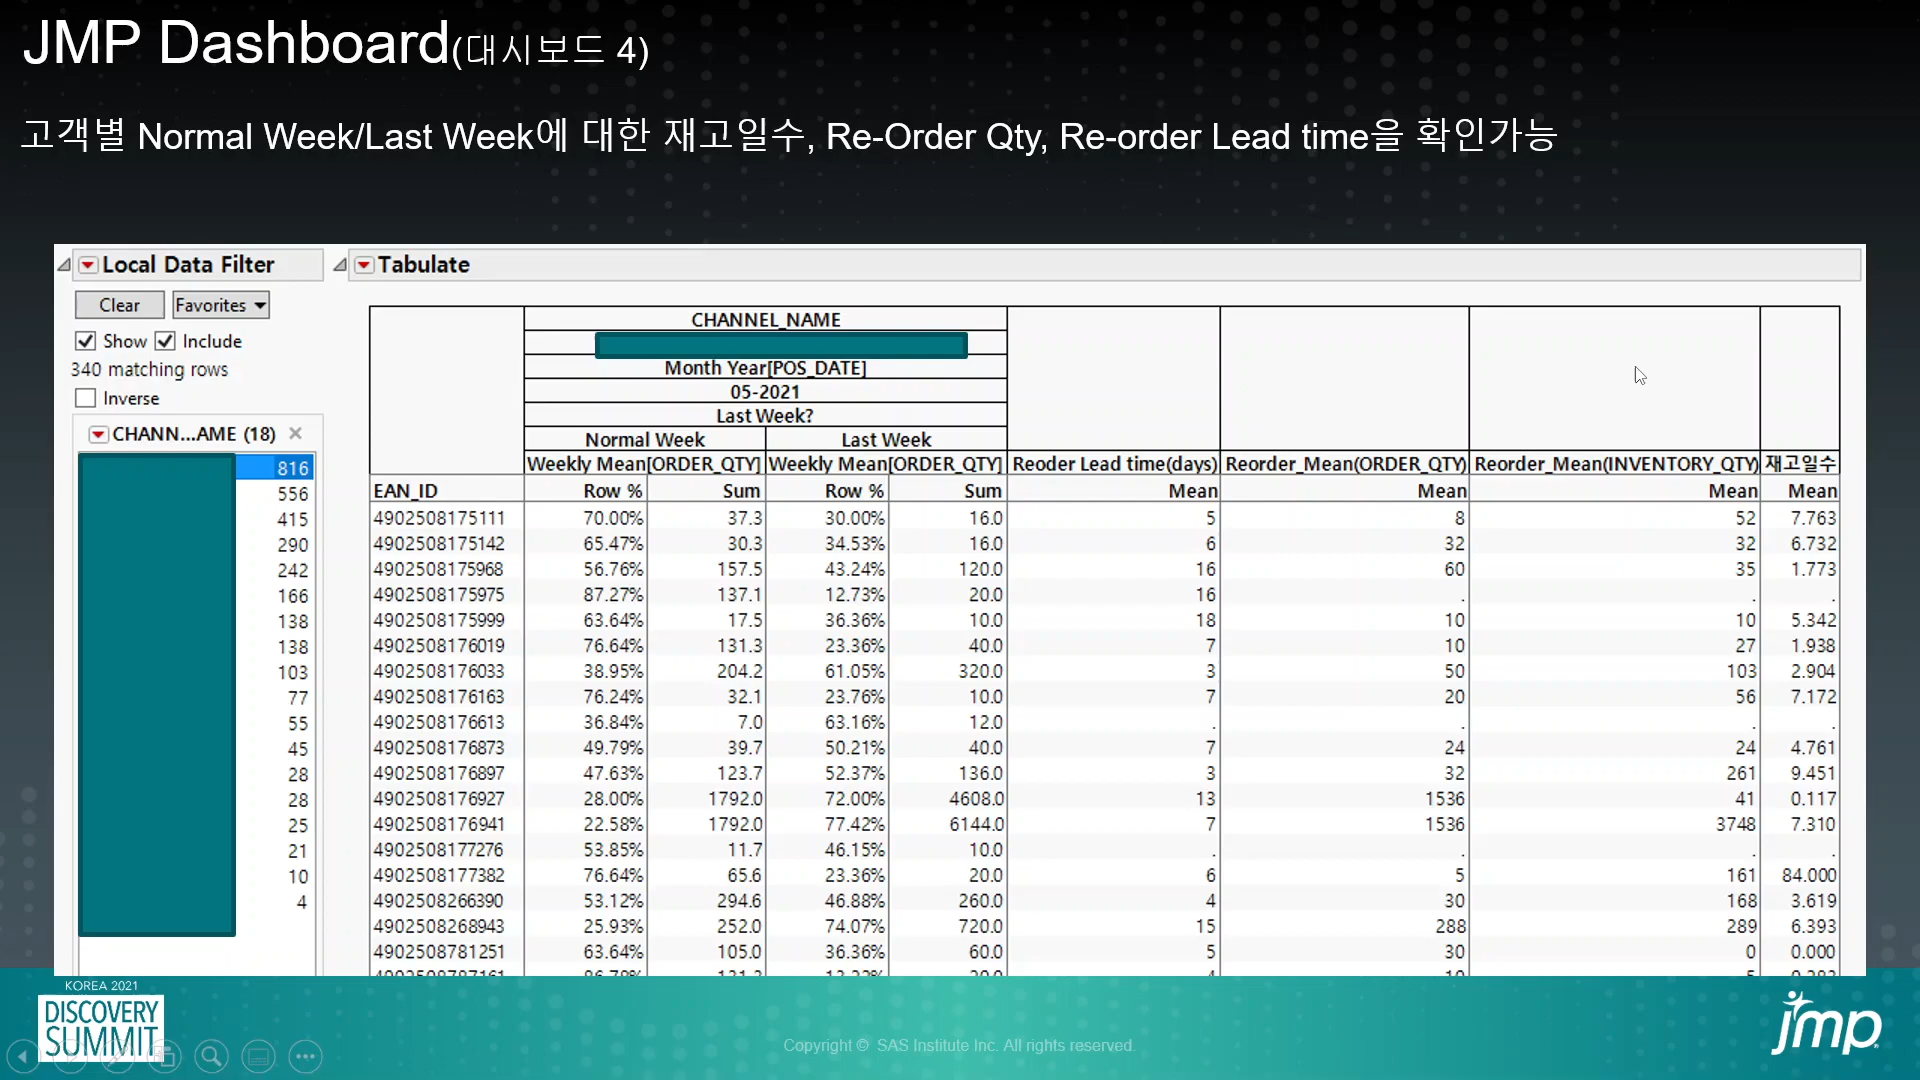 JMP Dashboard(대시보드 4)
고객별 Normal Week/Last Week에 대한 재고일수, Re-Order Qty, Re-order Lead time을 확인가능
Local Data Filter
Clear Favorites
Show Include
340 matching rows
Inverse
CHANN...AME (18)
816
556
415
290
242
166
138
138
103
77
55
45
28
28
25
21
10
4
Tabulate
CHANNEL_NAME
Month Year[POS_DATE]
05-2021
Last Week?
Normal Week Last Week
Weekly Mean[ORDER_QTY] Weekly Mean[ORDER_QTY] Reoder Lead time(days) Reorder_Mean(ORDER_QTY) Reorder_Mean(INVENTORY_QTY) 재고일수
EAN_ID Row % Sum Row % Sum Mean Mean Mean Mean
4902508175111 70.00% 37.3 30.00% 16.0 5 8 52 7.763
4902508175142 65.47% 30.3 34.53% 16.0 6 32 32 6.732
4902508175968 56.76% 157.5 43.24% 120.0 16 60 35 1.773
4902508175975 87.27% 137.1 12.73% 20.0 16 . . .
4902508175999 63.64% 17.5 36.36% 10.0 18 10 10 5.342
4902508176019 76.64% 131.3 23.36% 40.0 7 10 27 1.938
4902508176033 38.95% 204.2 61.05% 320.0 3 50 103 2.904
4902508176163 76.24% 32.1 23.76% 10.0 7 20 56 7.172
4902508176613 36.84% 7.0 63.16% 12.0 . . . .
4902508176873 49.79% 39.7 50.21% 40.0 7 24 24 4.761
4902508176897 47.63% 123.7 52.37% 136.0 3 32 261 9.451
4902508176927 28.00% 1792.0 72.00% 4608.0 13 1536 41 0.117
4902508176941 22.58% 1792.0 77.42% 6144.0 7 1536 3748 7.310
4902508177276 53.85% 11.7 46.15% 10.0 . . . .
4902508177382 76.64% 65.6 23.36% 20.0 6 5 161 84.000
4902508266390 53.12% 294.6 46.88% 260.0 4 30 168 3.619
4902508268943 25.93% 252.0 74.07% 720.0 15 288 289 6.393
4902508781251 63.64% 105.0 36.36% 60.0 5 30 0 0.000
KOREA 2021
DISCOVERY
SUMMIT
Copyright © SAS Institute Inc. All rights reserved.
jmp